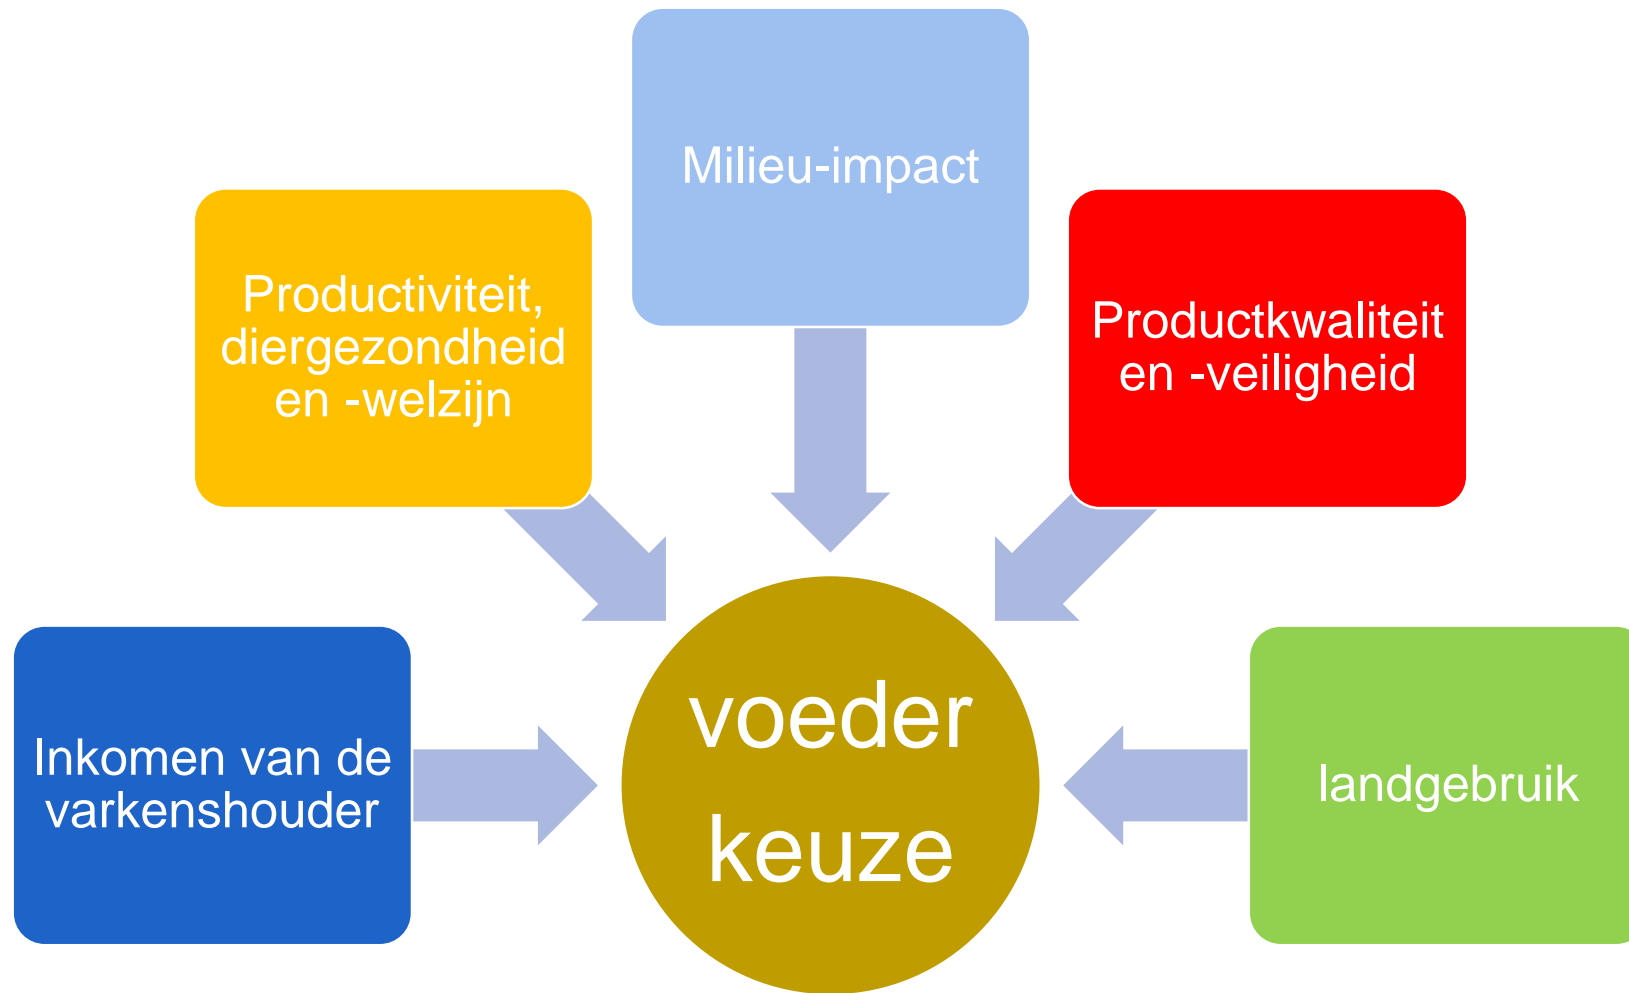 Milieu-impact
Productiviteit,
diergezondheid
en -welzijn
Productkwaliteit
en -veiligheid
Inkomen van de
varkenshouder
voeder
keuze
landgebruik